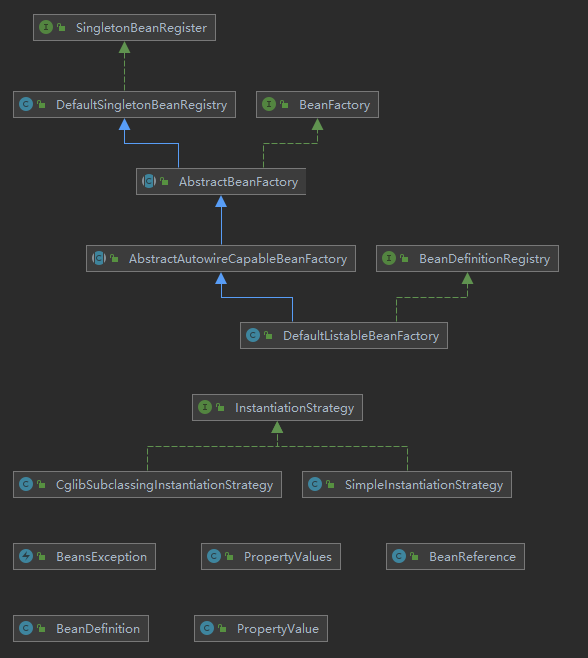 SingletonBeanRegister
DefaultSingletonBeanRegistry
BeanFactory
AbstractBeanFactory
AbstractAutowireCapableBeanFactory
BeanDefinitionRegistry
DefaultListableBeanFactory
InstantiationStrategy
CglibSubclassingInstantiationStrategy
SimpleInstantiationStrategy
BeansException
PropertyValues
BeanReference
BeanDefinition
PropertyValue